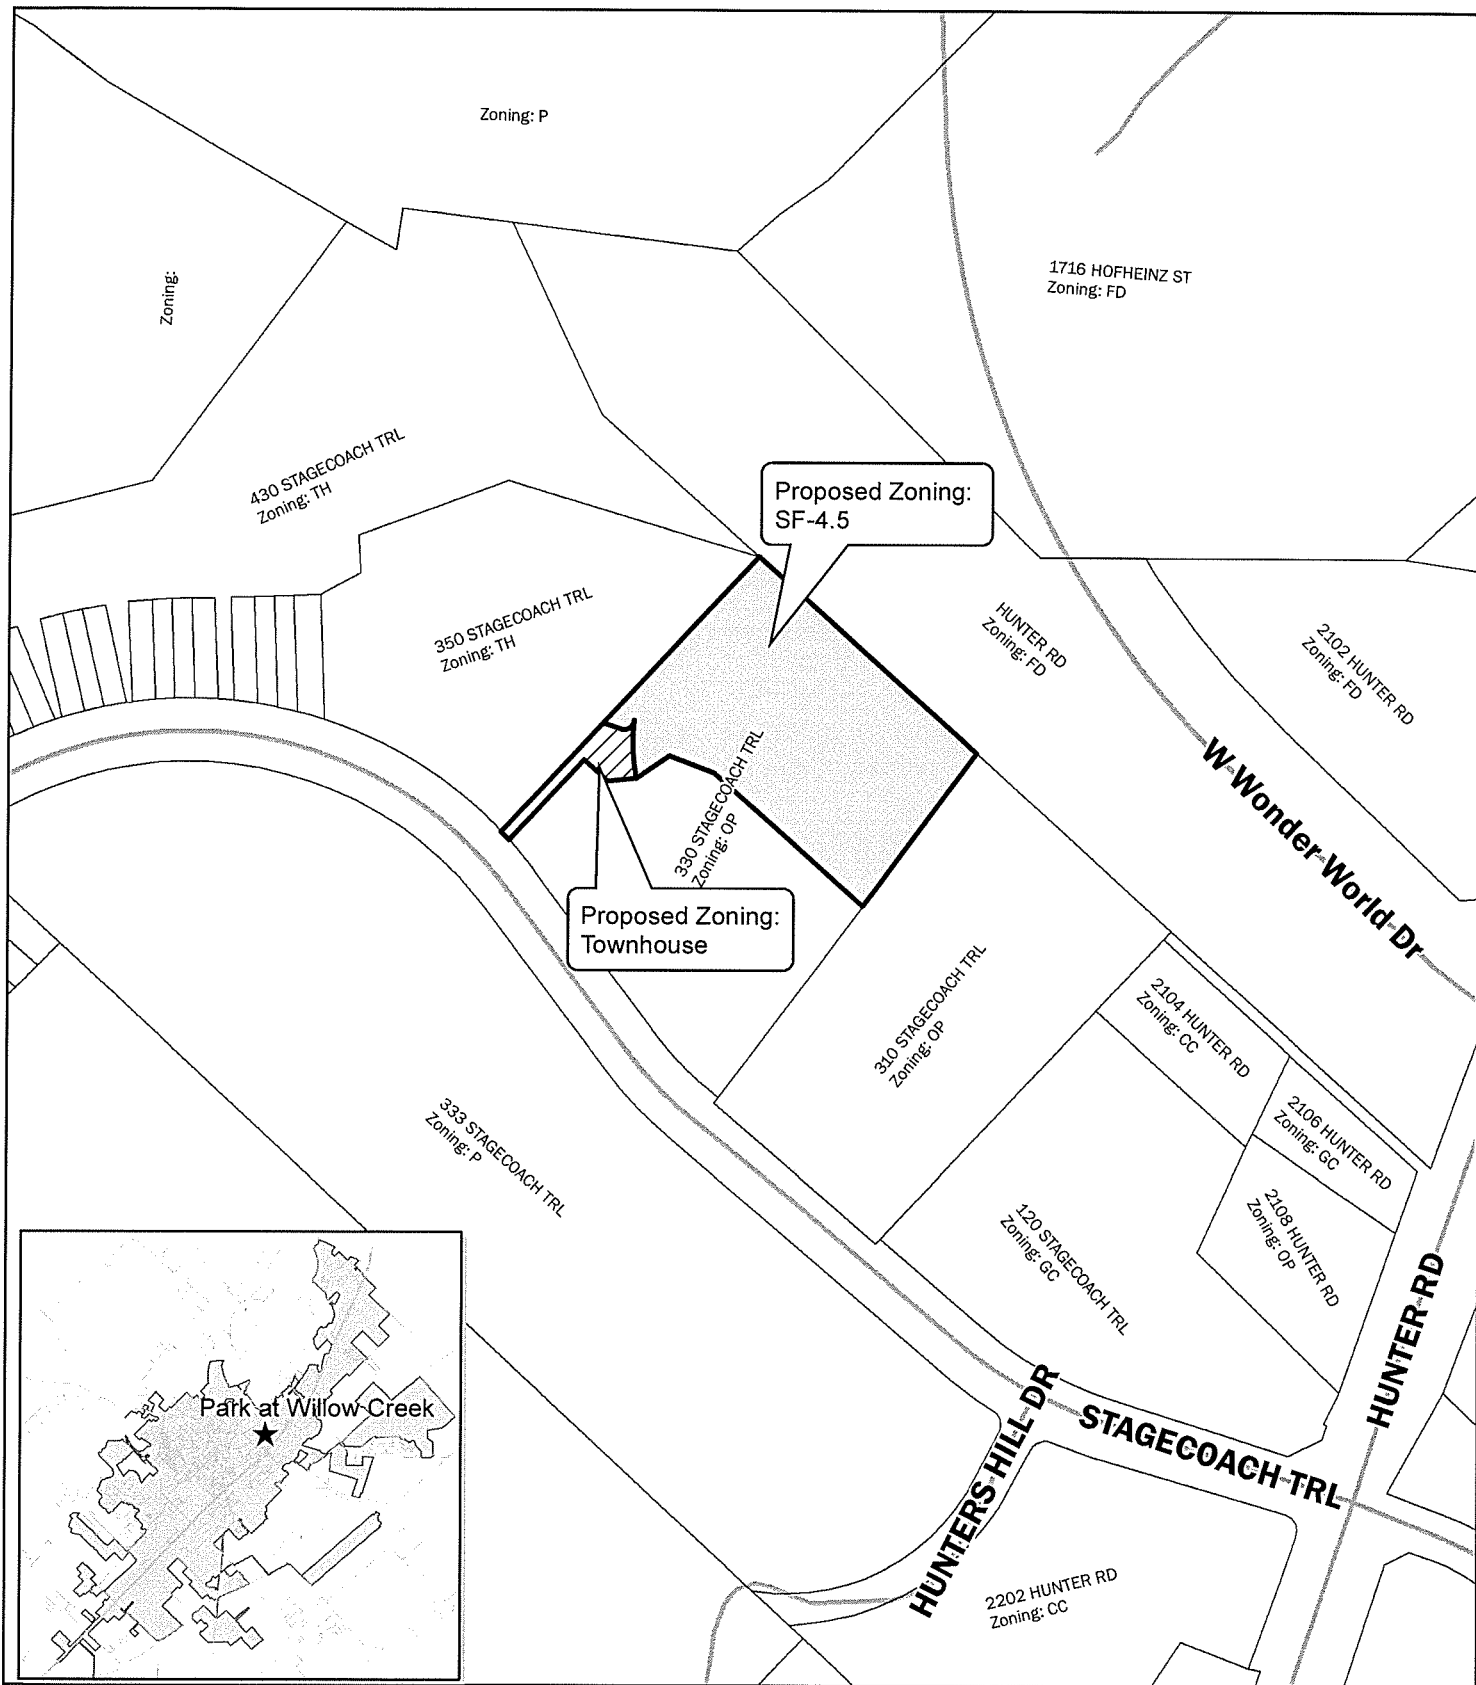 Zoning: P
1716 HOFHEINZ ST
Zoning: FD
Zoning:
430 STAGECOACH TRL
Zoning: TH
Proposed Zoning:
SF-4.5
350 STAGECOACH TRL
Zoning: TH
HUNTER RD
Zoning: FD
2102 HUNTER RD
Zoning: FD
W Wonder World Dr
330 STAGECOACH TRL
Zoning: OP
Proposed Zoning:
Townhouse
310 STAGECOACH TRL
Zoning: OP
2104 HUNTER RD
Zoning: CC
2106 HUNTER RD
Zoning: GC
333 STAGECOACH TRL
Zoning: P
2108 HUNTER RD
Zoning: OP
120 STAGECOACH TRL
Zoning: GC
HUNTER RD
Park at Willow Creek
HUNTERS HILL DR
STAGECOACH TRL
2202 HUNTER RD
Zoning: CC